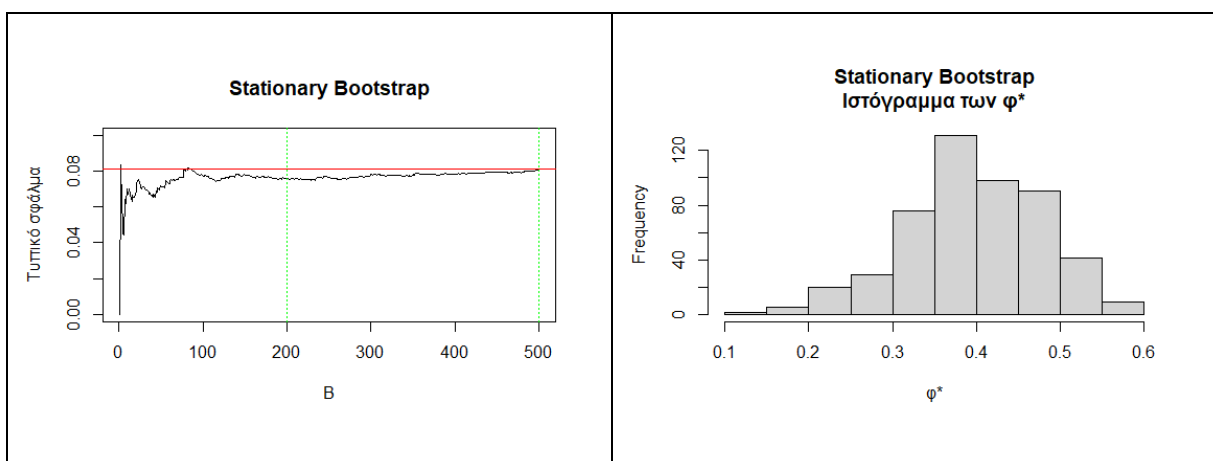 Stationary Bootstrap
Τυπικό σφάλμα
0.00
0.04
0.08
0 100 200 300 400 500
B
Stationary Bootstrap
Ιστόγραμμα των φ*
Frequency
0
40
80
120
0.1 0.2 0.3 0.4 0.5 0.6
φ*